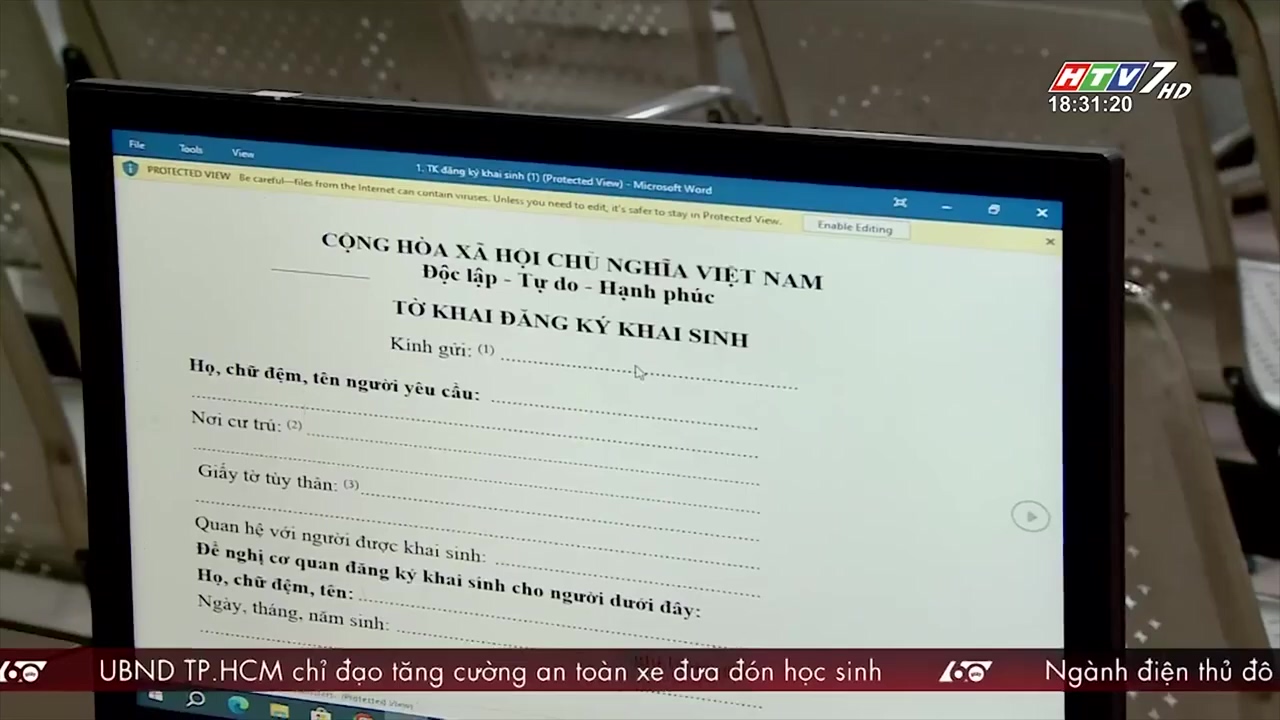 HTV7 HD
18:31:20
File Tools View
1. TK đăng ký khai sinh (1) (Protected View) - Microsoft Word
PROTECTED VIEW Be careful—files from the Internet can contain viruses. Unless you need to edit, it's safer to stay in Protected View.
Enable Editing
CỘNG HÒA XÃ HỘI CHỦ NGHĨA VIỆT NAM
Độc lập - Tự do - Hạnh phúc
TỜ KHAI ĐĂNG KÝ KHAI SINH
Kính gửi: (1)
Họ, chữ đệm, tên người yêu cầu:
Nơi cư trú: (2)
Giấy tờ tùy thân: (3)
Quan hệ với người được khai sinh:
Đề nghị cơ quan đăng ký khai sinh cho người dưới đây:
Họ, chữ đệm, tên:
Ngày, tháng, năm sinh:
60 giây UBND TP.HCM chỉ đạo tăng cường an toàn xe đưa đón học sinh 60 giây Ngành điện thủ đô
(Protected View)